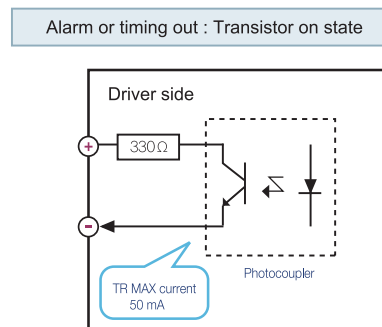 Alarm or timing out : Transistor on state
Driver side
+
330Ω
-
TR MAX current
50 mA
Photocoupler